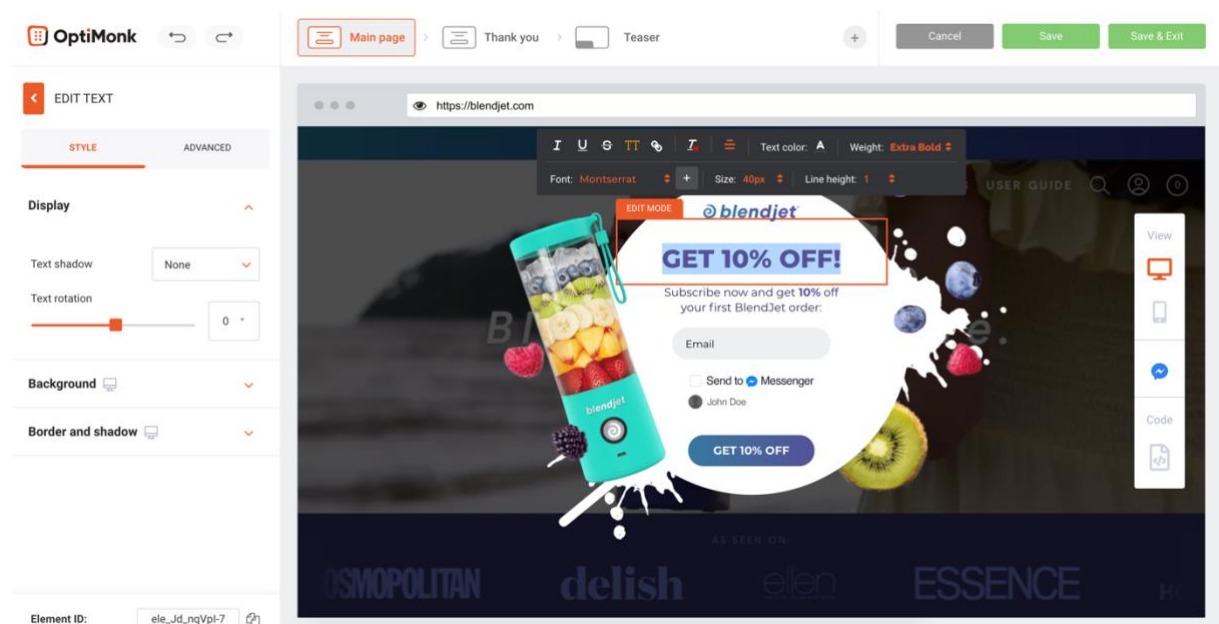 OptiMonk
Main page
Thank you
Teaser
+
Cancel
Save
Save & Exit
EDIT TEXT
STYLE
ADVANCED
Display
Text shadow
None
Text rotation
0 °
Background
Border and shadow
Element ID:
ele_Jd_nqVpI-7
https://blendjet.com
I U S TT
Text color: A
Weight: Extra Bold
Font: Montserrat
+
Size: 40px
Line height: 1
USER GUIDE
0
EDIT MODE
blendjet
GET 10% OFF!
Subscribe now and get 10% off
your first BlendJet order:
Email
Send to Messenger
John Doe
GET 10% OFF
blendjet
AS SEEN ON
OSMOPOLITAN
delish
ellen
ESSENCE
View
Code
</>